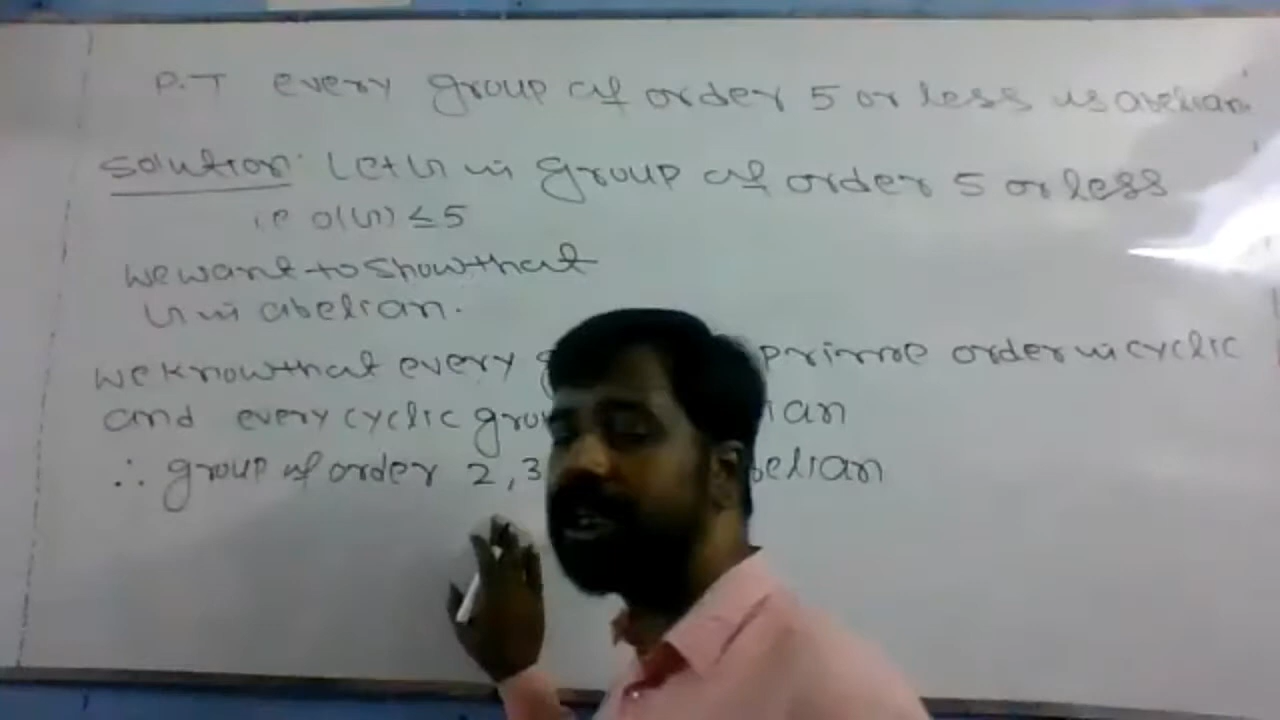 P.T every group of order 5 or less is abelian.
Solution: Let G is group of order 5 or less
i.e O(G) ≤ 5
we want to show that
G is abelian.
we know that every prime order is cyclic
and every cyclic
∴ group of order 2, 3